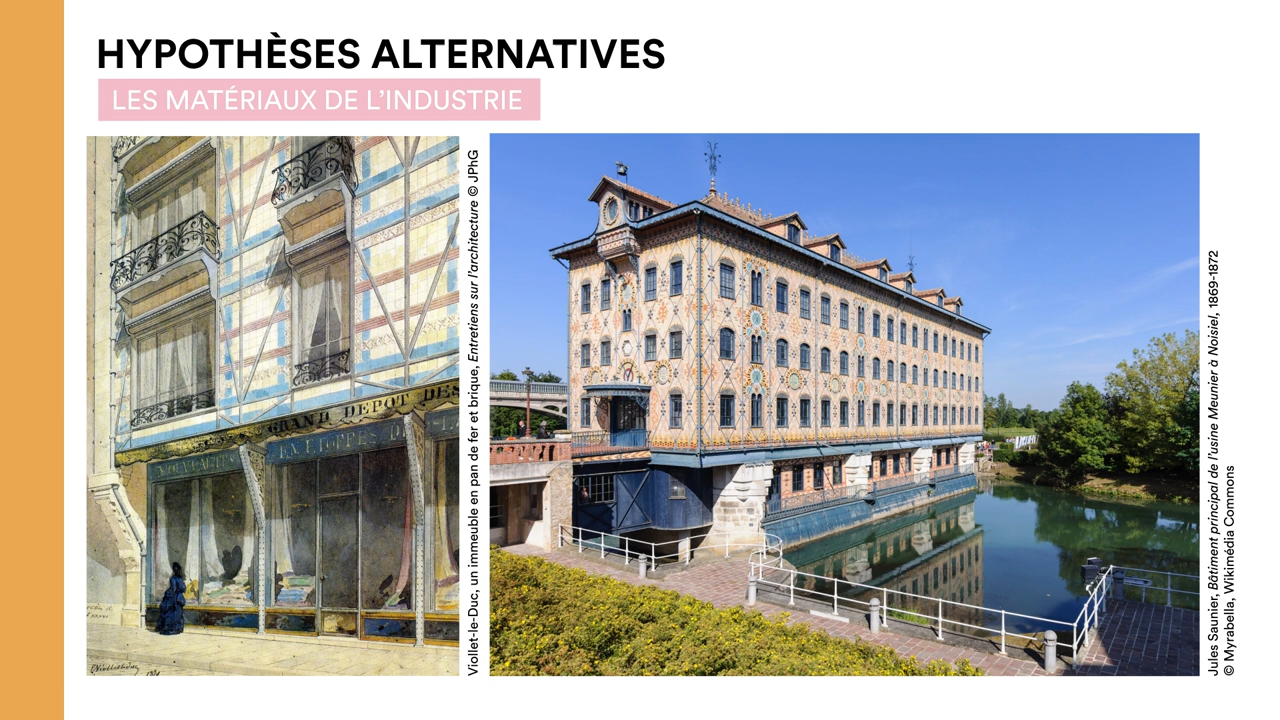 HYPOTHÈSES ALTERNATIVES
LES MATÉRIAUX DE L’INDUSTRIE
GRAND DEPOT DES
NOUVEAUTES
Viollet-le-Duc, un immeuble en pan de fer et brique, Entretiens sur l’architecture © JPhG
Jules Saunier, Bâtiment principal de l’usine Meunier à Noisiel, 1869-1872
© Myrabella, Wikimédia Commons